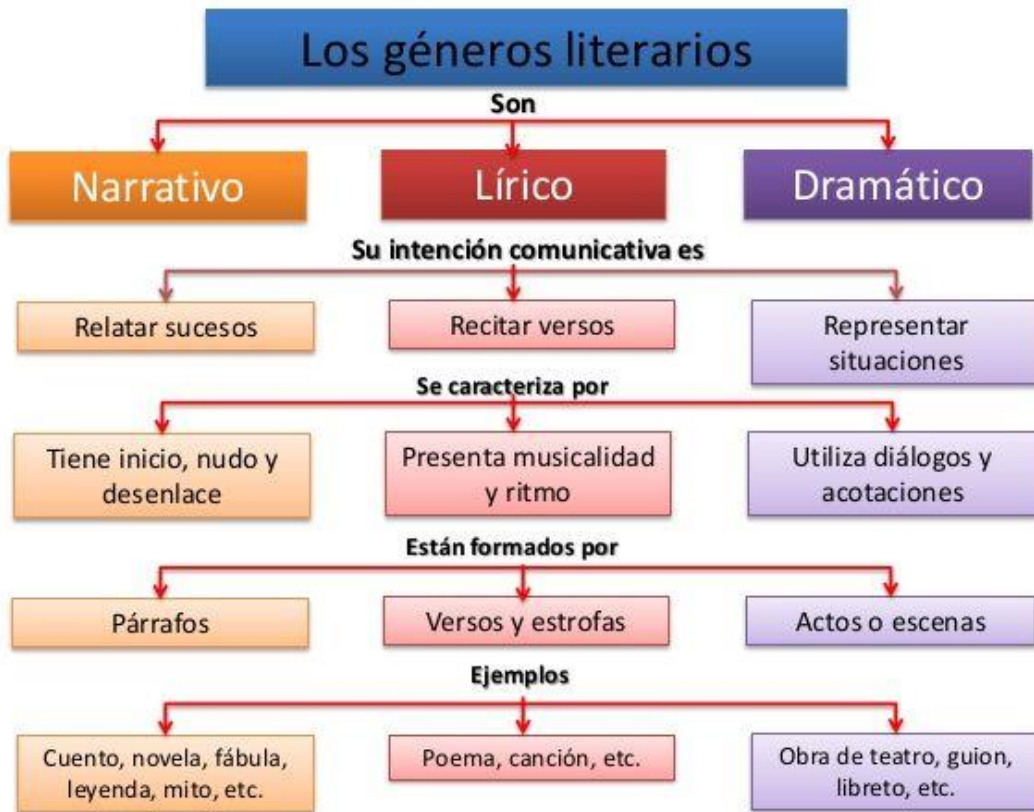 Los géneros literarios
Son
Narrativo
Lírico
Dramático
Su intención comunicativa es
Relatar sucesos
Recitar versos
Representar
situaciones
Se caracteriza por
Tiene inicio, nudo y
desenlace
Presenta musicalidad
y ritmo
Utiliza diálogos y
acotaciones
Están formados por
Párrafos
Versos y estrofas
Actos o escenas
Ejemplos
Cuento, novela, fábula,
leyenda, mito, etc.
Poema, canción, etc.
Obra de teatro, guion,
libreto, etc.